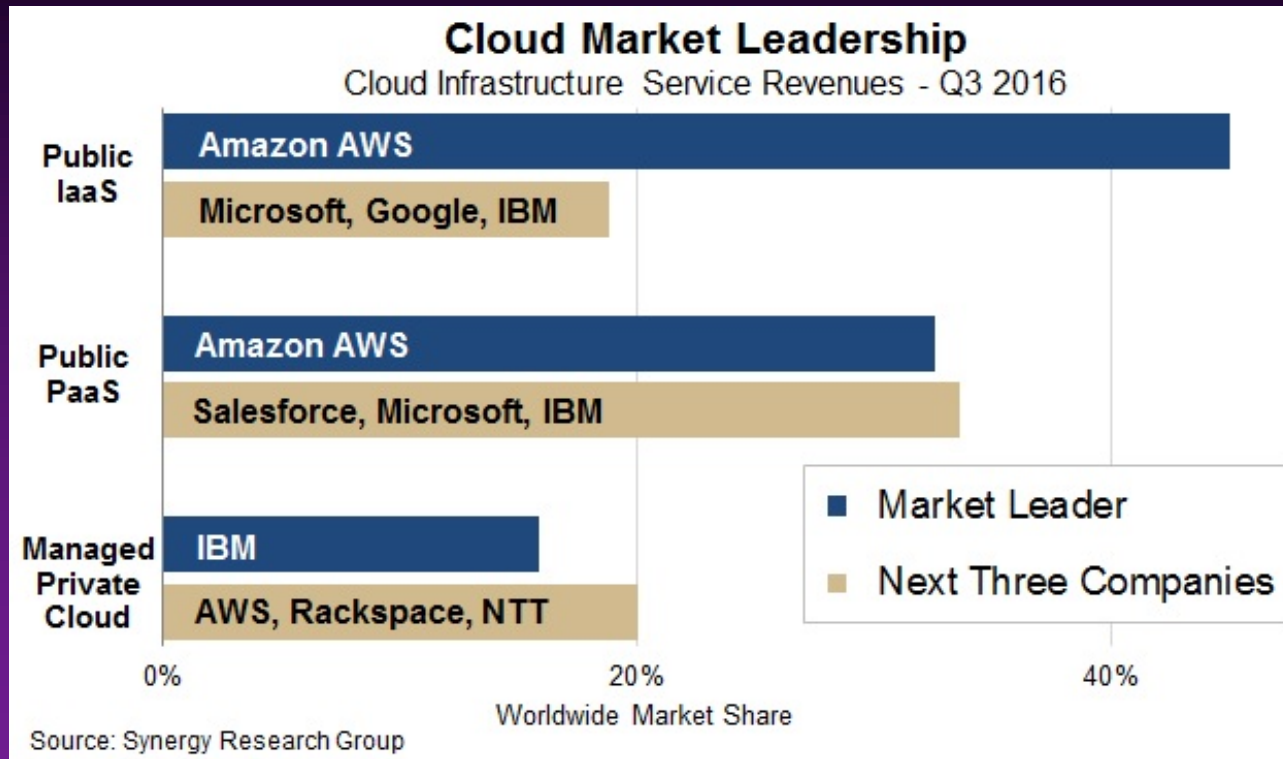 Cloud Market Leadership
Cloud Infrastructure Service Revenues - Q3 2016
Public
IaaS
Amazon AWS
Microsoft, Google, IBM
Public
PaaS
Amazon AWS
Salesforce, Microsoft, IBM
Managed
Private
Cloud
IBM
AWS, Rackspace, NTT
Market Leader
Next Three Companies
0%
20%
40%
Worldwide Market Share
Source: Synergy Research Group